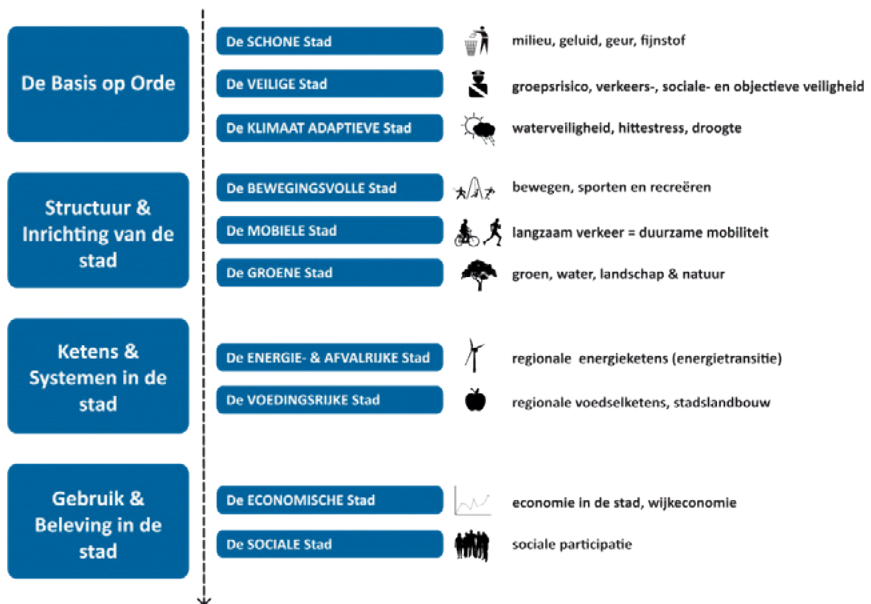 De Basis op Orde
De SCHONE Stad
milieu, geluid, geur, fijnstof
De VEILIGE Stad
groepsrisico, verkeers-, sociale- en objectieve veiligheid
De KLIMAAT ADAPTIEVE Stad
waterveiligheid, hittestress, droogte
Structuur &
Inrichting van de
stad
De BEWEGINGSVOLLE Stad
bewegen, sporten en recreëren
De MOBIELE Stad
langzaam verkeer = duurzame mobiliteit
De GROENE Stad
groen, water, landschap & natuur
Ketens &
Systemen in de
stad
De ENERGIE- & AFVALRIJKE Stad
regionale energieketens (energietransitie)
De VOEDINGSRIJKE Stad
regionale voedselketens, stadslandbouw
Gebruik &
Beleving in de
stad
De ECONOMISCHE Stad
economie in de stad, wijkeconomie
De SOCIALE Stad
sociale participatie